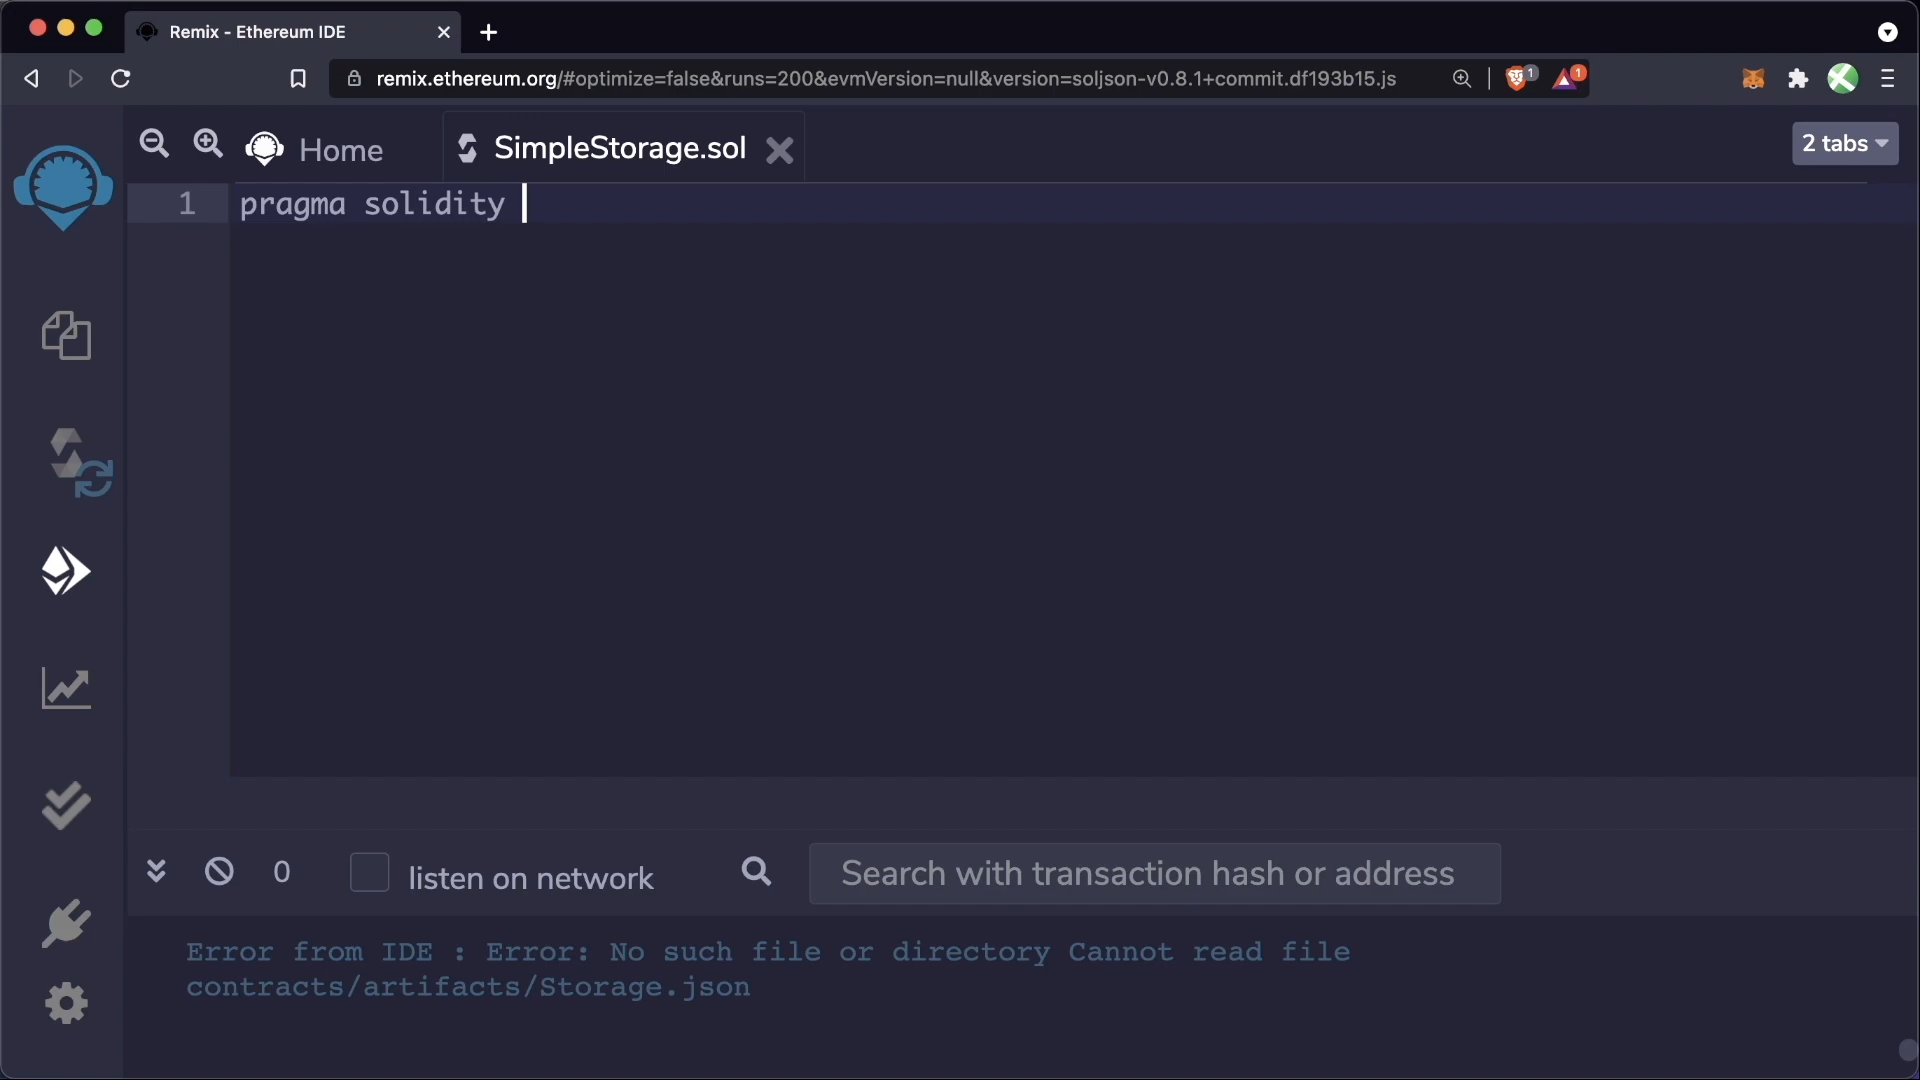 Remix - Ethereum IDE
remix.ethereum.org/#optimize=false&runs=200&evmVersion=null&version=soljson-v0.8.1+commit.df193b15.js
1
1
Home
SimpleStorage.sol
2 tabs
1 pragma solidity
0
listen on network
Search with transaction hash or address
Error from IDE : Error: No such file or directory Cannot read file
contracts/artifacts/Storage.json